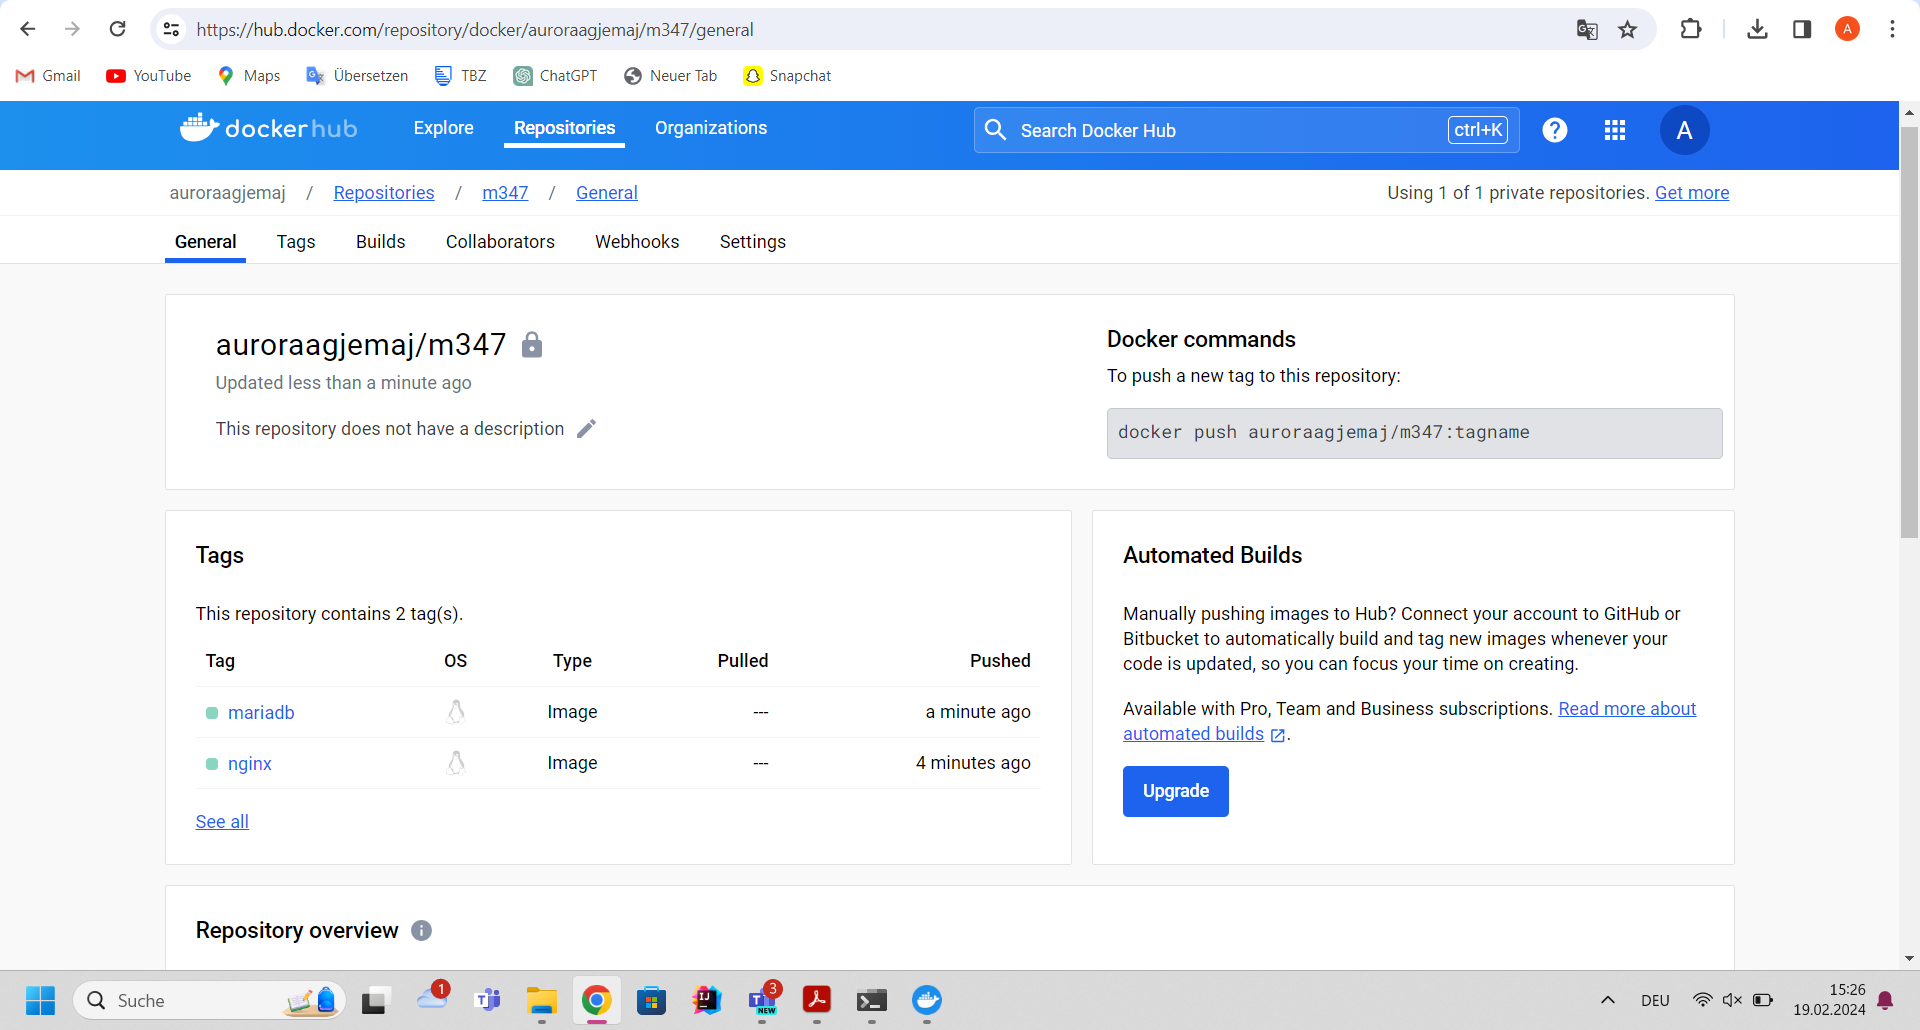 https://hub.docker.com/repository/docker/auroraagjemaj/m347/general
A
Gmail
YouTube
Maps
Übersetzen
TBZ
ChatGPT
Neuer Tab
Snapchat
docker hub
Explore
Repositories
Organizations
Search Docker Hub
ctrl+K
?
A
auroraagjemaj / Repositories / m347 / General
Using 1 of 1 private repositories. Get more
General
Tags
Builds
Collaborators
Webhooks
Settings
auroraagjemaj/m347
Updated less than a minute ago
This repository does not have a description
Docker commands
To push a new tag to this repository:
docker push auroraagjemaj/m347:tagname
Tags
This repository contains 2 tag(s).
Tag OS Type Pulled Pushed
mariadb Image --- a minute ago
nginx Image --- 4 minutes ago
See all
Automated Builds
Manually pushing images to Hub? Connect your account to GitHub or
Bitbucket to automatically build and tag new images whenever your
code is updated, so you can focus your time on creating.
Available with Pro, Team and Business subscriptions. Read more about
automated builds .
Upgrade
Repository overview
i
Suche
1
IJ
3
NEW
DEU
15:26
19.02.2024